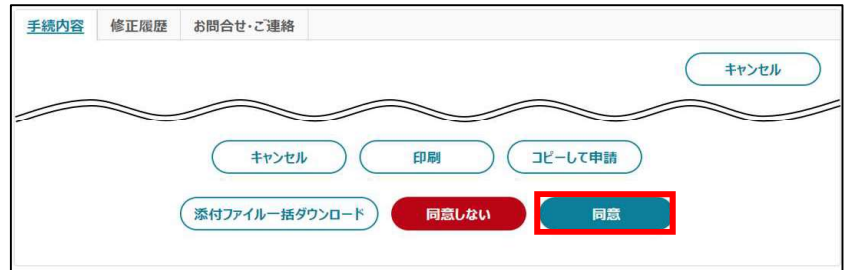 手続内容 修正履歴 お問合せ・ご連絡
キャンセル
キャンセル 印刷 コピーして申請
添付ファイル一括ダウンロード 同意しない 同意